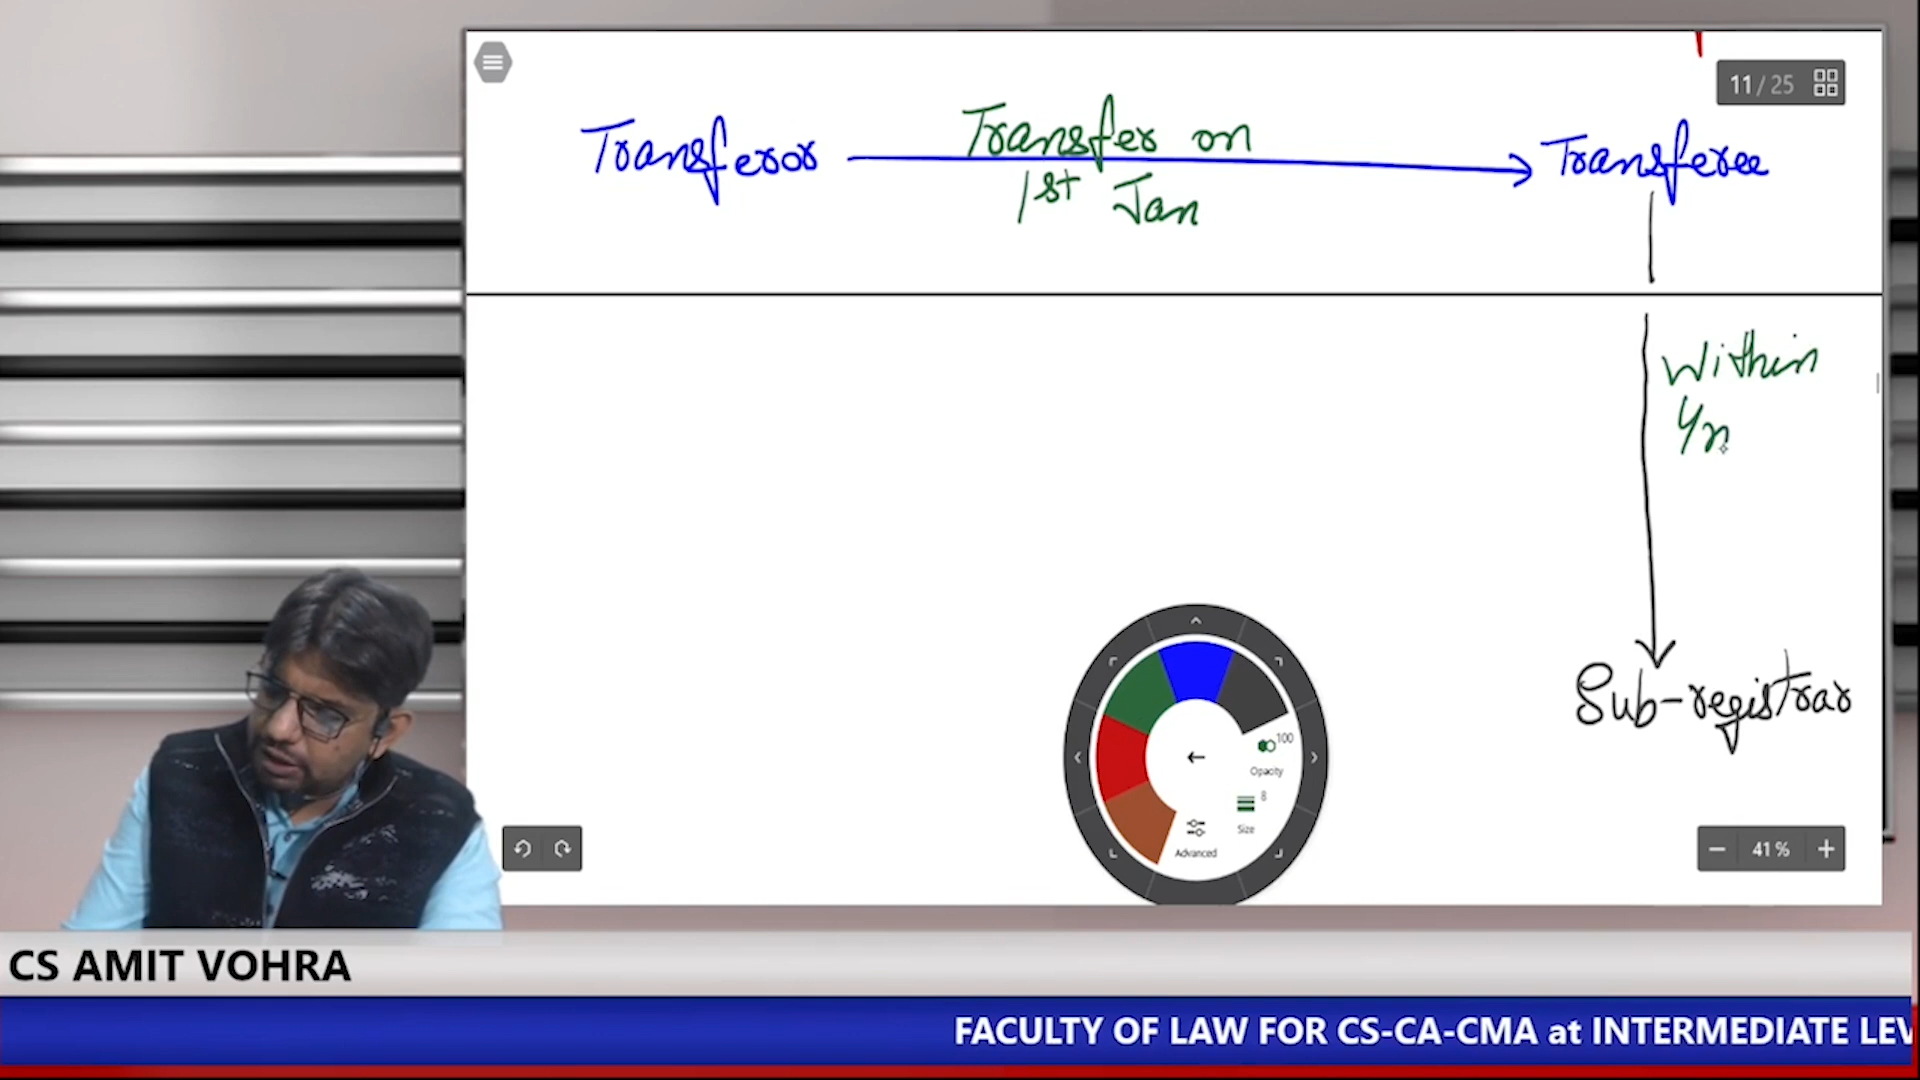 11 / 25
Transferor
Transfer on
1st Jan
Transferee
Within
Sub-registrar
100
Opacity
8
Size
Advanced
41 %
CS AMIT VOHRA
FACULTY OF LAW FOR CS-CA-CMA at INTERMEDIATE LEV